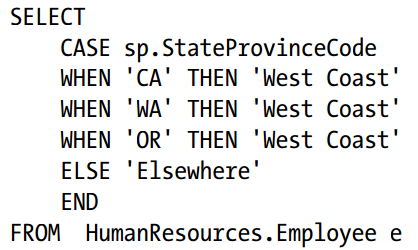 SELECT
    CASE sp.StateProvinceCode
    WHEN 'CA' THEN 'West Coast'
    WHEN 'WA' THEN 'West Coast'
    WHEN 'OR' THEN 'West Coast'
    ELSE 'Elsewhere'
    END
FROM  HumanResources.Employee e